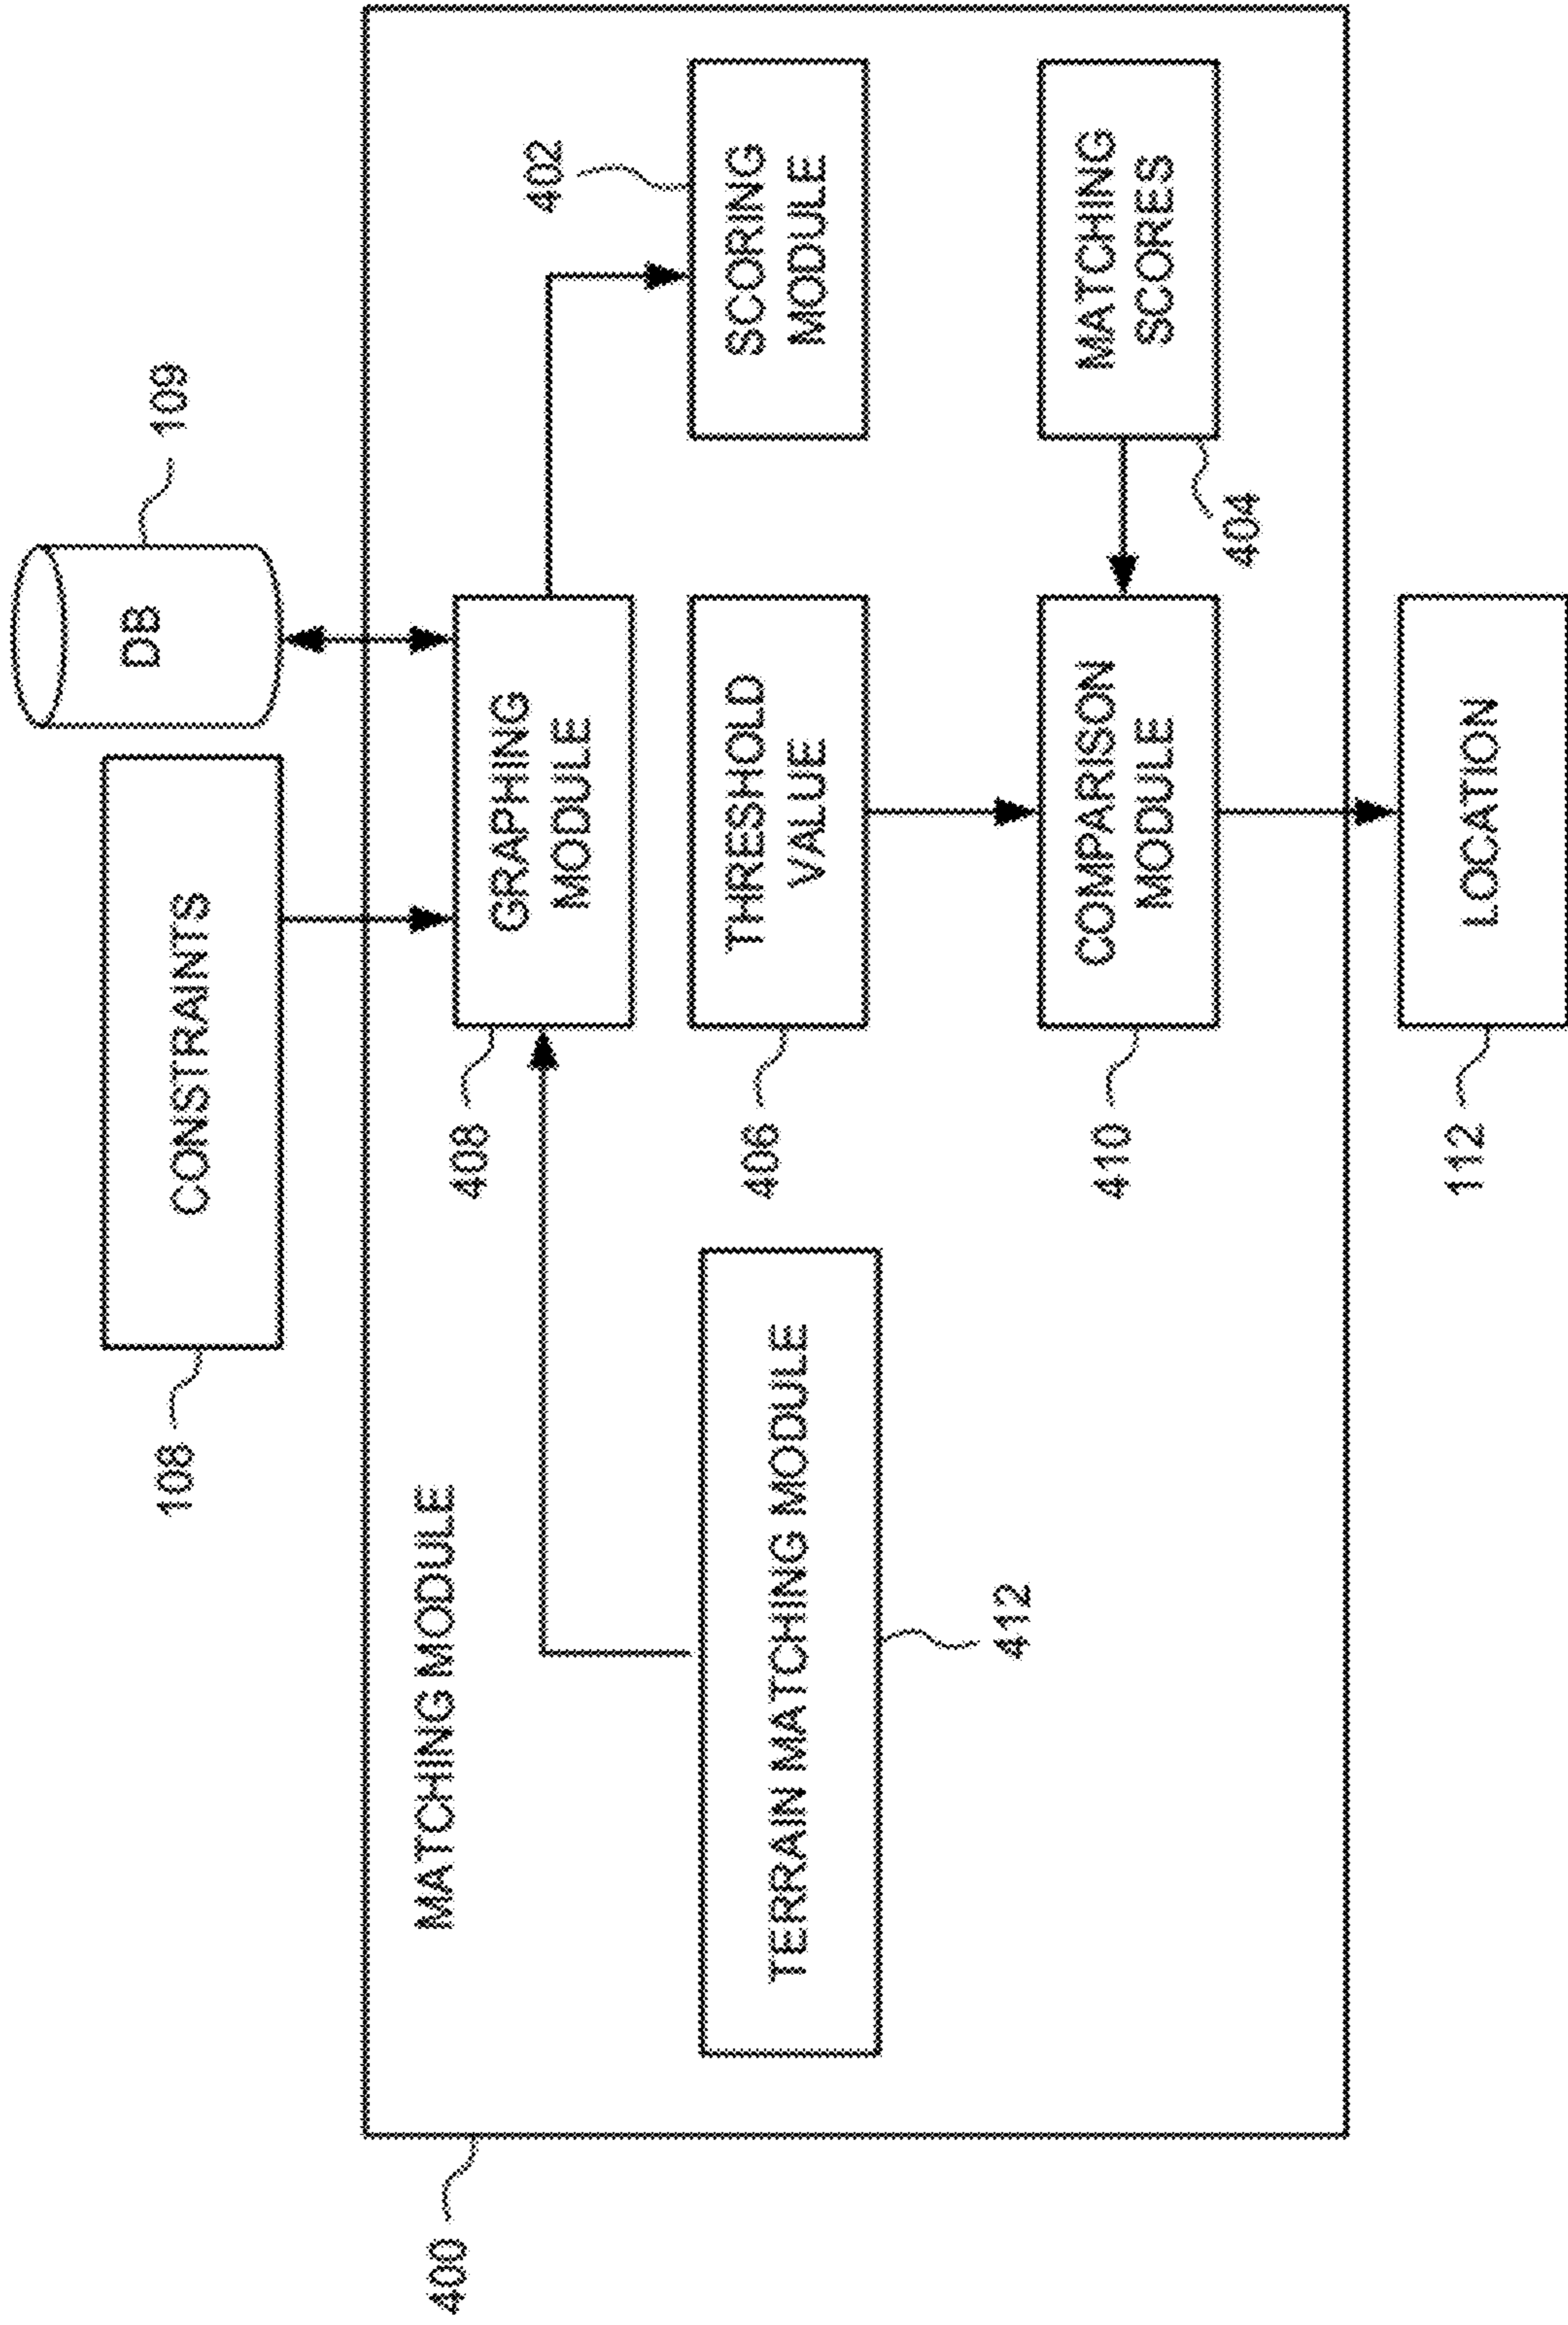 CONSTRAINTS
108
DB
109
MATCHING MODULE
400
GRAPHING
MODULE
408
402
TERRAIN MATCHING MODULE
412
THRESHOLD
VALUE
406
SCORING
MODULE
COMPARISON
MODULE
410
MATCHING
SCORES
404
LOCATION
112